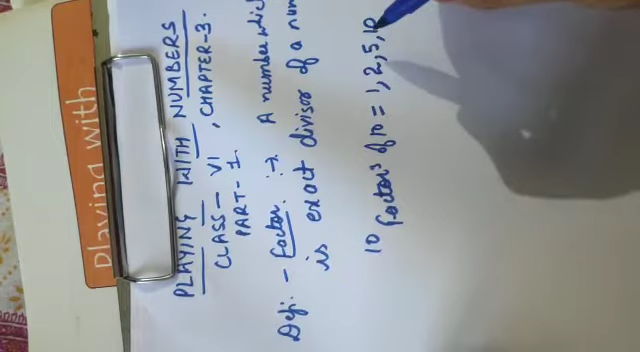 Playing with
PLAYING WITH NUMBERS
CLASS - VI , CHAPTER-3.
PART- 1.
Def: - Factor :→ A number which
is exact divisor of a num
10 factors of 10 = 1, 2, 5, 10